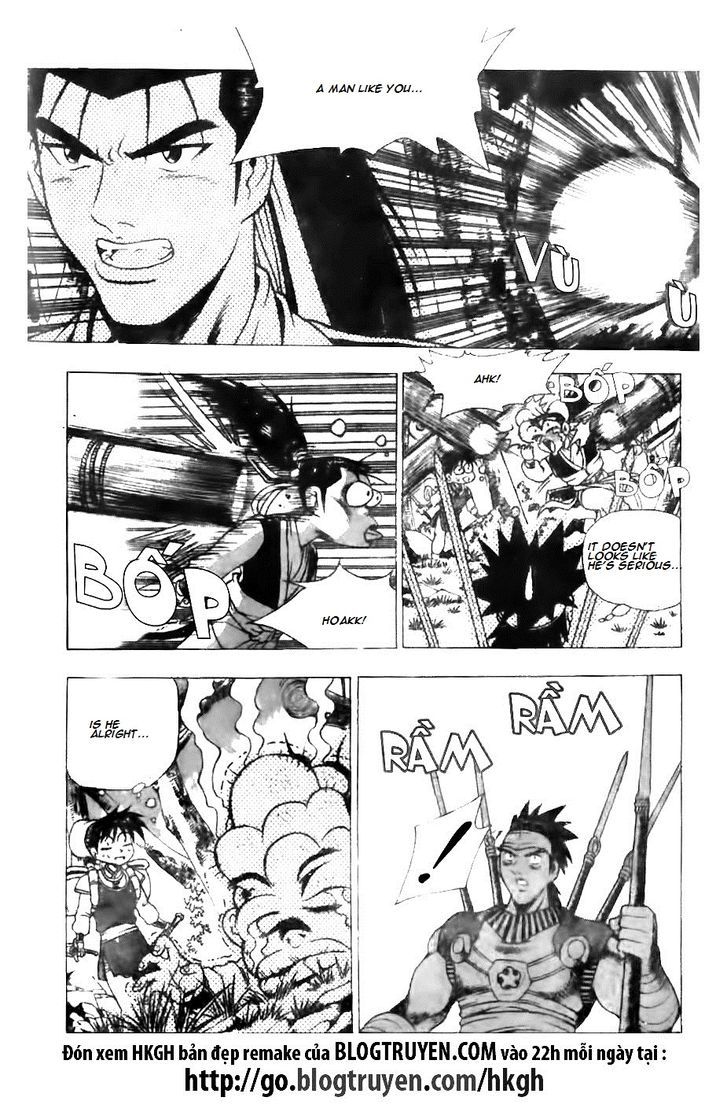 A MAN LIKE YOU...
VÙ
Ù
AHK!
BỐP
BỐP
IT DOESN'T
LOOKS LIKE
HE'S SERIOUS...
BỐP
HOAKK!
IS HE
ALRIGHT...
RẦM
RẦM
!
Đón xem HKGH bản đẹp remake của BLOGTRUYEN.COM vào 22h mỗi ngày tại :
http://go.blogtruyen.com/hkgh